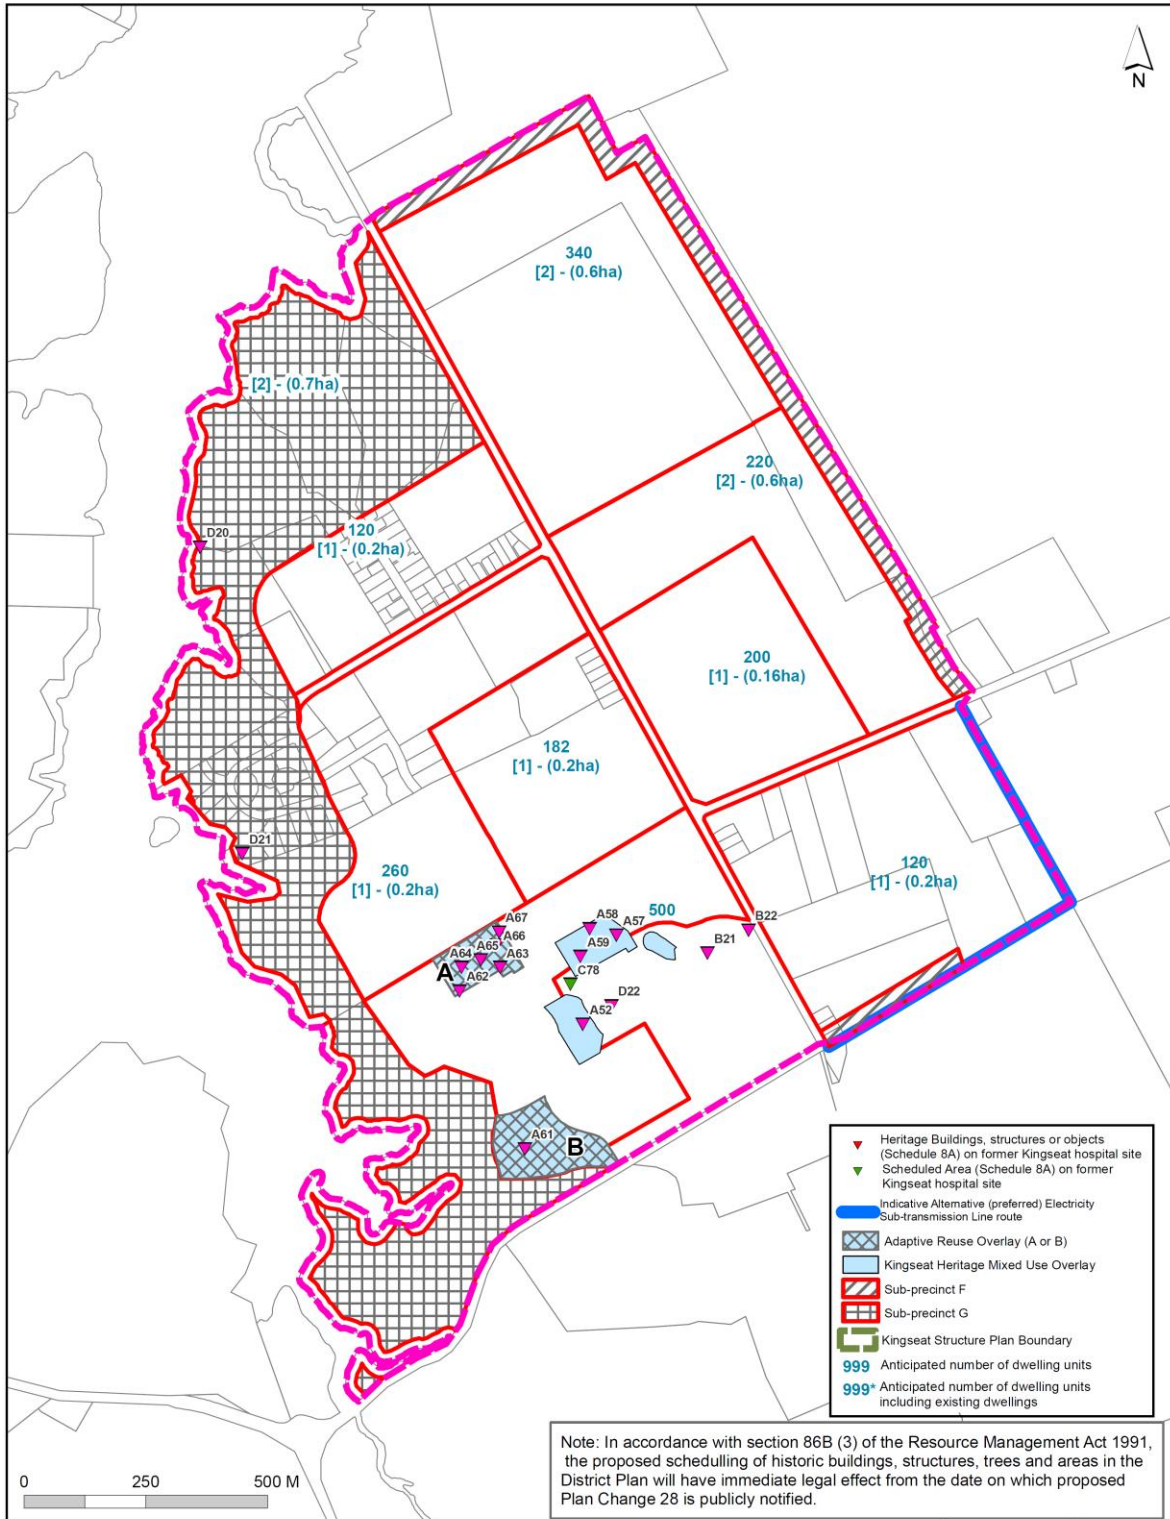 N
340
[2] - (0.6ha)
[2] - (0.7ha)
220
[2] - (0.6ha)
D20
120
[1] - (0.2ha)
200
[1] - (0.16ha)
182
[1] - (0.2ha)
D21
260
[1] - (0.2ha)
120
[1] - (0.2ha)
500
A67
A66
A58
A57
B22
B21
A65
A64
A63
A59
A
A62
C78
D22
A52
A61
B
Heritage Buildings, structures or objects
(Schedule 8A) on former Kingseat hospital site
Scheduled Area (Schedule 8A) on former
Kingseat hospital site
Indicative Alternative (preferred) Electricity
Sub-transmission Line route
Adaptive Reuse Overlay (A or B)
Kingseat Heritage Mixed Use Overlay
Sub-precinct F
Sub-precinct G
Kingseat Structure Plan Boundary
999 Anticipated number of dwelling units
999* Anticipated number of dwelling units
including existing dwellings
Note: In accordance with section 86B (3) of the Resource Management Act 1991,
the proposed schedulling of historic buildings, structures, trees and areas in the
District Plan will have immediate legal effect from the date on which proposed
Plan Change 28 is publicly notified.
0 250 500 M